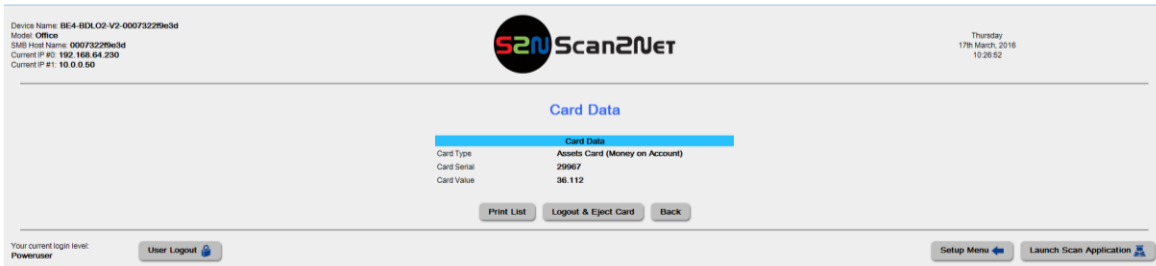 Device Name: BE4-BDLO2-V2-0007322f9e3d
Model: Office
SMB Host Name: 0007322f9e3d
Current IP #0: 192.168.64.230
Current IP #1: 10.0.0.50
S2N Scan2Net
Thursday
17th March, 2016
10:26:52
Card Data
Card Data
Card Type Assets Card (Money on Account)
Card Serial 29967
Card Value 36.112
Print List Logout & Eject Card Back
Your current login level:
Poweruser
User Logout
Setup Menu Launch Scan Application